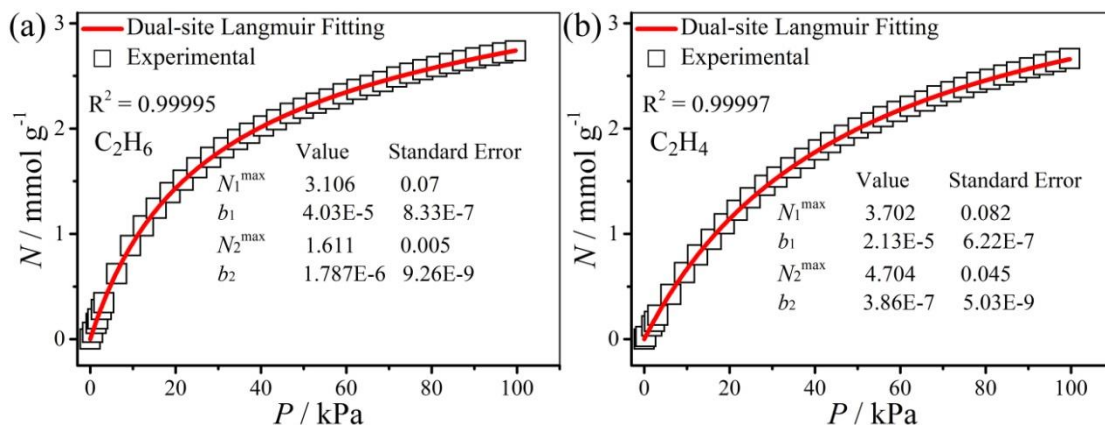 (a)
Dual-site Langmuir Fitting
Experimental
R² = 0.99995
C₂H₆
Value Standard Error
N₁ᵐᵃˣ 3.106 0.07
b₁ 4.03E-5 8.33E-7
N₂ᵐᵃˣ 1.611 0.005
b₂ 1.787E-6 9.26E-9
N / mmol g⁻¹
3
2
1
0
0 20 40 60 80 100
P / kPa
(b)
Dual-site Langmuir Fitting
Experimental
R² = 0.99997
C₂H₄
Value Standard Error
N₁ᵐᵃˣ 3.702 0.082
b₁ 2.13E-5 6.22E-7
N₂ᵐᵃˣ 4.704 0.045
b₂ 3.86E-7 5.03E-9
N / mmol g⁻¹
3
2
1
0
0 20 40 60 80 100
P / kPa